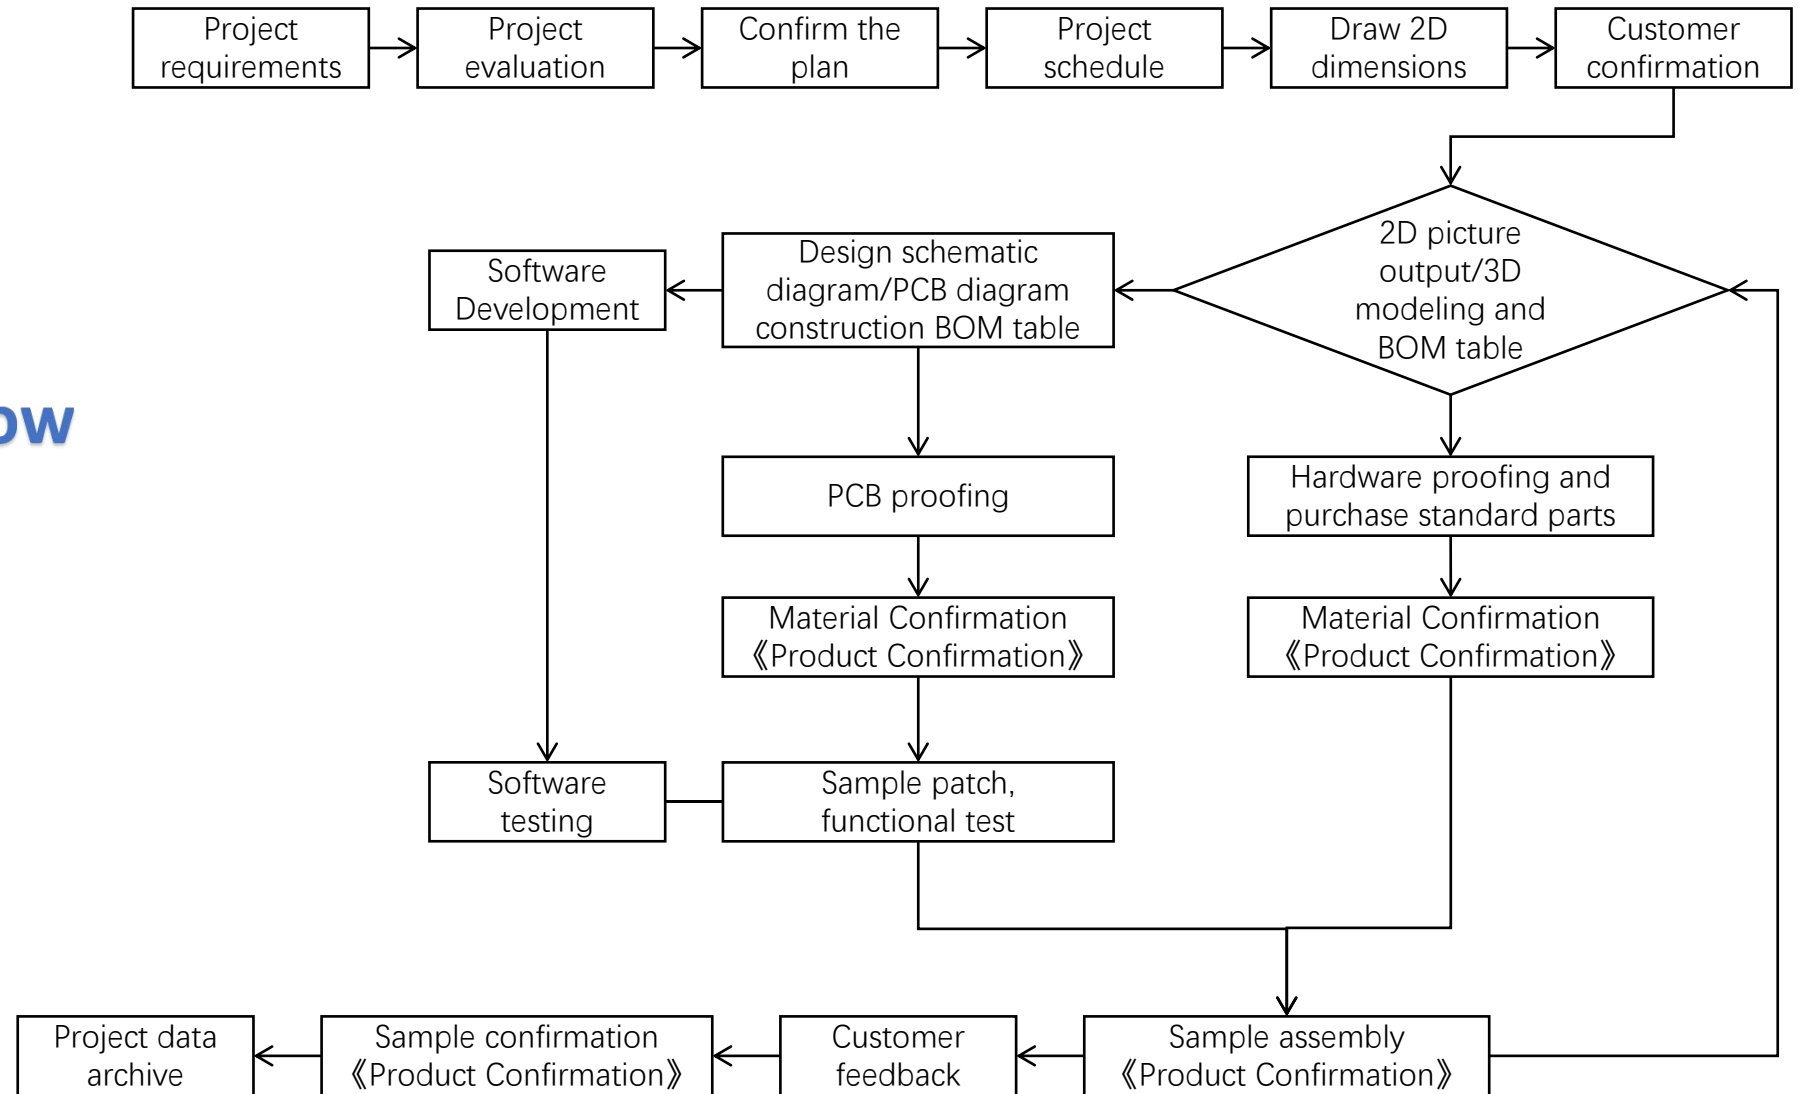 Project
requirements
Project
evaluation
Confirm the
plan
Project
schedule
Draw 2D
dimensions
Customer
confirmation
2D picture
output/3D
modeling and
BOM table
Design schematic
diagram/PCB diagram
construction BOM table
Software
Development
ow
PCB proofing
Hardware proofing and
purchase standard parts
Material Confirmation
《Product Confirmation》
Material Confirmation
《Product Confirmation》
Software
testing
Sample patch,
functional test
Project data
archive
Sample confirmation
《Product Confirmation》
Customer
feedback
Sample assembly
《Product Confirmation》